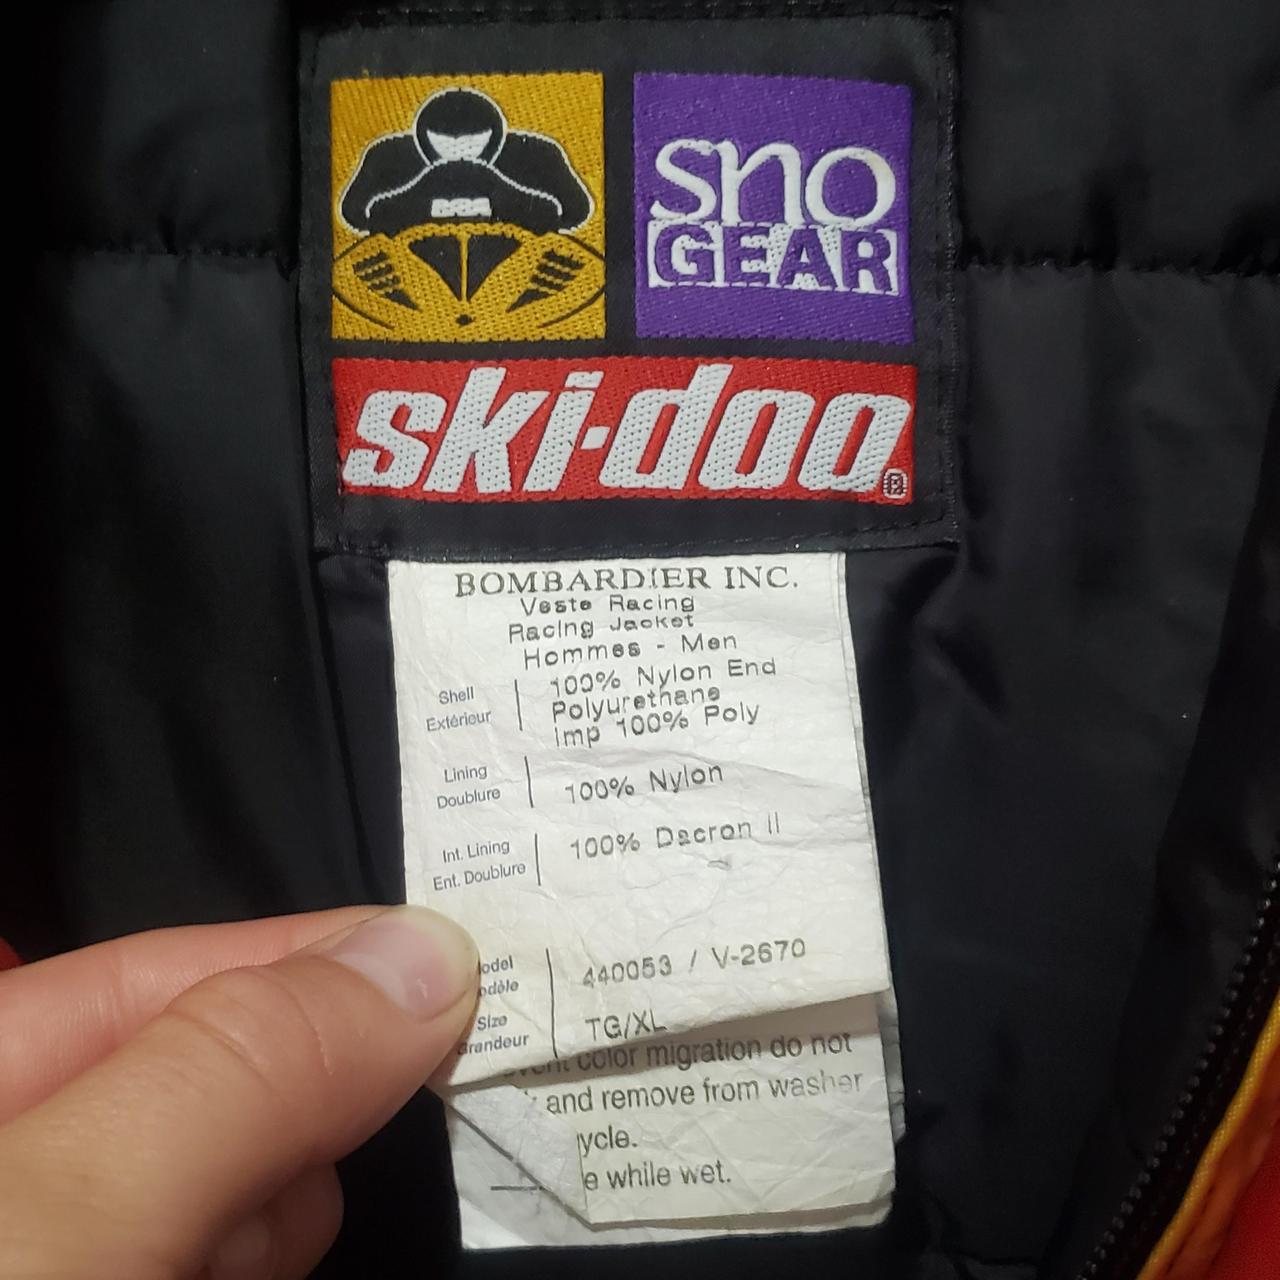 sno
GEAR
ski-doo®
BOMBARDIER INC.
Veste Racing
Racing Jacket
Hommes - Men
Shell
Extérieur
100% Nylon End
Polyurethane
Imp 100% Poly
Lining
Doublure
100% Nylon
Int. Lining
Ent. Doublure
100% Dacron II
440053 / V-2670
Size
Grandeur
TG/XL
color migration do not
and remove from washer
while wet.